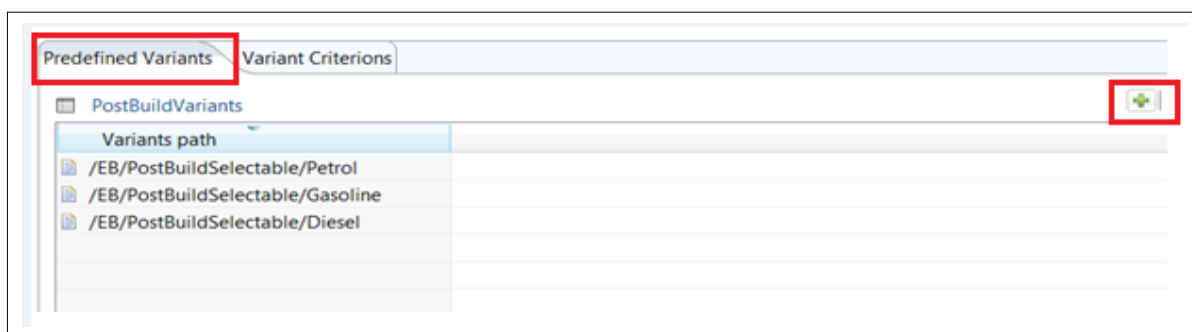 Predefined Variants Variant Criterions
PostBuildVariants
Variants path
/EB/PostBuildSelectable/Petrol
/EB/PostBuildSelectable/Gasoline
/EB/PostBuildSelectable/Diesel